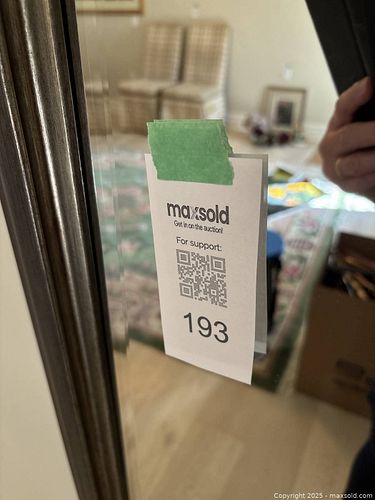 maxsold
Get in on the auction!
For support:
193
Copyright 2025 - maxsold.com